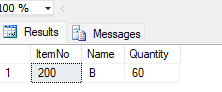 100 %
Results Messages
ItemNo Name Quantity
1 200 B 60